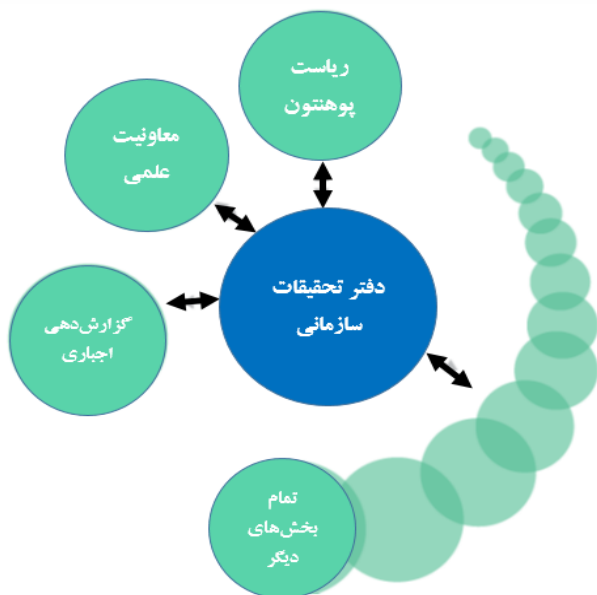 ریاست
پوهنتون
معاونیت
علمی
دفتر تحقیقات
سازمانی
گزارش‌دهی
اجباری
تمام
بخش‌های
دیگر